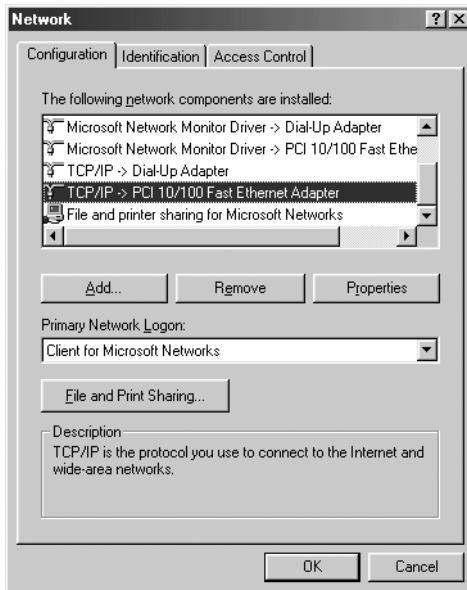 Network
Configuration Identification Access Control
The following network components are installed:
Microsoft Network Monitor Driver -> Dial-Up Adapter
Microsoft Network Monitor Driver -> PCI 10/100 Fast Ethe
TCP/IP -> Dial-Up Adapter
TCP/IP -> PCI 10/100 Fast Ethernet Adapter
File and printer sharing for Microsoft Networks
Add... Remove Properties
Primary Network Logon:
Client for Microsoft Networks
File and Print Sharing...
Description
TCP/IP is the protocol you use to connect to the Internet and
wide-area networks.
OK Cancel